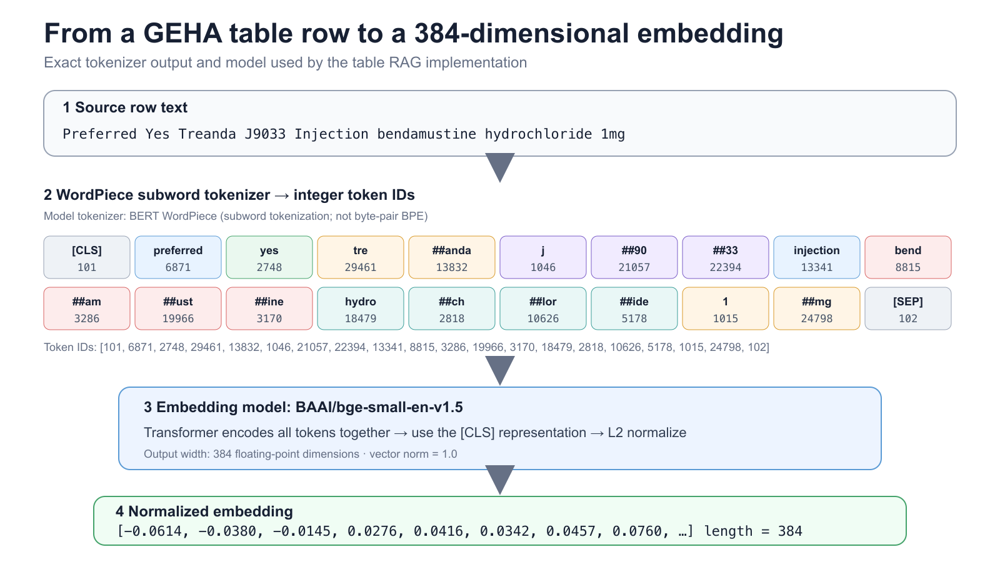 From a GEHA table row to a 384-dimensional embedding
Exact tokenizer output and model used by the table RAG implementation
1 Source row text
Preferred Yes Treanda J9033 Injection bendamustine hydrochloride 1mg
2 WordPiece subword tokenizer → integer token IDs
Model tokenizer: BERT WordPiece (subword tokenization; not byte-pair BPE)
[CLS] preferred yes tre ##anda j ##90 ##33 injection bend
101 6871 2748 29461 13832 1046 21057 22394 13341 8815
##am ##ust ##ine hydro ##ch ##lor ##ide 1 ##mg [SEP]
3286 19966 3170 18479 2818 10626 5178 1015 24798 102
Token IDs: [101, 6871, 2748, 29461, 13832, 1046, 21057, 22394, 13341, 8815, 3286, 19966, 3170, 18479, 2818, 10626, 5178, 1015, 24798, 102]
3 Embedding model: BAAI/bge-small-en-v1.5
Transformer encodes all tokens together → use the [CLS] representation → L2 normalize
Output width: 384 floating-point dimensions · vector norm = 1.0
4 Normalized embedding
[−0.0614, −0.0380, −0.0145, 0.0276, 0.0416, 0.0342, 0.0457, 0.0760, …] length = 384